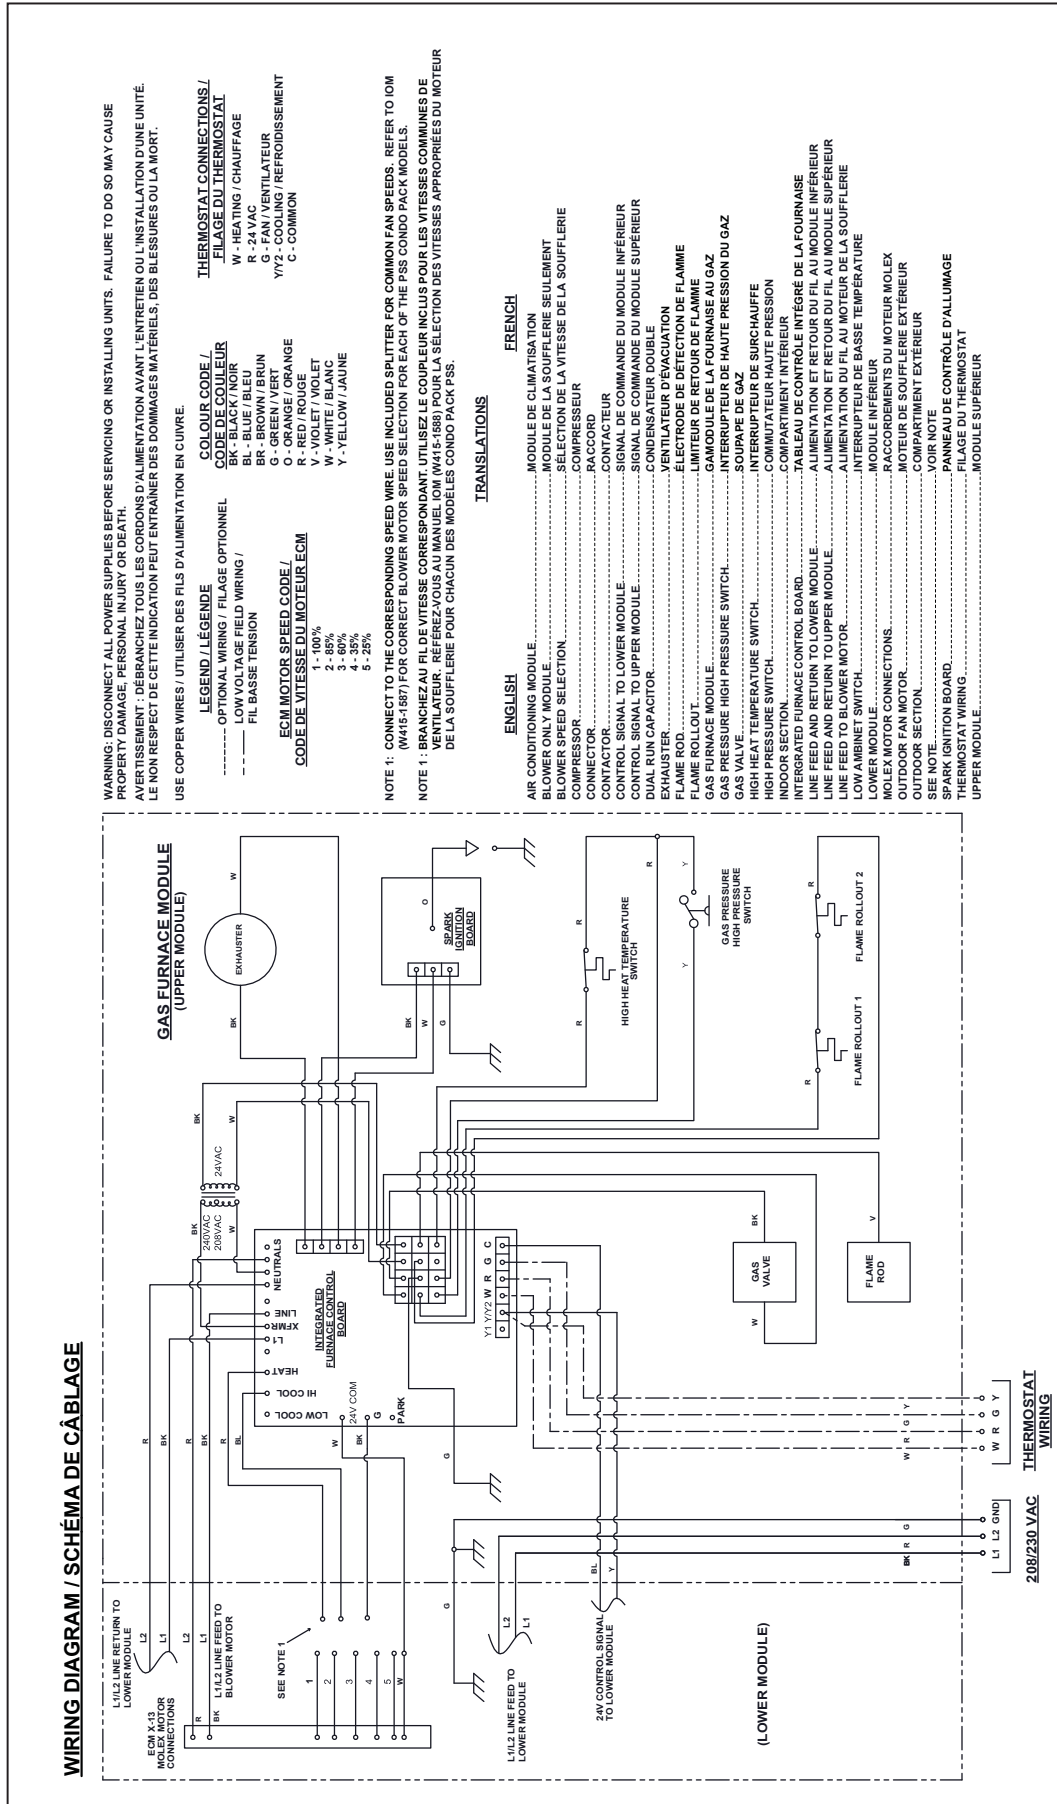 WIRING DIAGRAM / SCHÉMA DE CÂBLAGE
GAS FURNACE MODULE
(UPPER MODULE)
L1/L2 LINE RETURN TO
LOWER MODULE
L2
L1
ECM X-13
MOLEX MOTOR
CONNECTIONS
L2
L1
R
BK
L1/L2 LINE FEED TO
BLOWER MOTOR
SEE NOTE 1
1
2
3
4
5
W
R
BK
R
BK
R
BL
W
BK
LOW COOL
HI COOL
HEAT
L1
XFMR
LINE
NEUTRALS
24V COM
G
PARK
INTEGRATED
FURNACE CONTROL
BOARD
Y1
Y/Y2
W
R
G
C
BK
240VAC
208VAC
W
24VAC
BK
W
BK
EXHAUSTER
W
BK
W
G
O
SPARK
IGNITION
BOARD
R
R
HIGH HEAT TEMPERATURE
SWITCH
R
Y
Y
GAS PRESSURE
HIGH PRESSURE
SWITCH
R
R
FLAME ROLLOUT 1
FLAME ROLLOUT 2
BK
W
GAS
VALVE
V
FLAME
ROD
G
G
L2
L1
L1/L2 LINE FEED TO
LOWER MODULE
BL
Y
24V CONTROL SIGNAL
TO LOWER MODULE
(LOWER MODULE)
BK
R
G
W
R
G
Y
L1
L2
GND
208/230 VAC
W
R
G
Y
THERMOSTAT
WIRING
WARNING: DISCONNECT ALL POWER SUPPLIES BEFORE SERVICING OR INSTALLING UNITS. FAILURE TO DO SO MAY CAUSE
PROPERTY DAMAGE, PERSONAL INJURY OR DEATH.
AVERTISSEMENT : DÉBRANCHEZ TOUS LES CORDONS D'ALIMENTATION AVANT L'ENTRETIEN OU L'INSTALLATION D'UNE UNITÉ.
LE NON RESPECT DE CETTE INDICATION PEUT ENTRAÎNER DES DOMMAGES MATÉRIELS, DES BLESSURES OU LA MORT.
USE COPPER WIRES / UTILISER DES FILS D'ALIMENTATION EN CUIVRE.
LEGEND / LÉGENDE
OPTIONAL WIRING / FILAGE OPTIONNEL
LOW VOLTAGE FIELD WIRING /
FIL BASSE TENSION
ECM MOTOR SPEED CODE /
CODE DE VITESSE DU MOTEUR ECM
1 - 100%
2 - 85%
3 - 60%
4 - 35%
5 - 25%
COLOUR CODE /
CODE DE COULEUR
BK - BLACK / NOIR
BL - BLUE / BLEU
BR - BROWN / BRUN
G - GREEN / VERT
O - ORANGE / ORANGE
R - RED / ROUGE
V - VIOLET / VIOLET
W - WHITE / BLANC
Y - YELLOW / JAUNE
THERMOSTAT CONNECTIONS /
FILAGE DU THERMOSTAT
W - HEATING / CHAUFFAGE
R - 24 VAC
G - FAN / VENTILATEUR
Y/Y2 - COOLING / REFROIDISSEMENT
C - COMMON
NOTE 1: CONNECT TO THE CORRESPONDING SPEED WIRE. USE INCLUDED SPLITTER FOR COMMON FAN SPEEDS. REFER TO IOM
(W415-1587) FOR CORRECT BLOWER MOTOR SPEED SELECTION FOR EACH OF THE PSS CONDO PACK MODELS.
NOTE 1 : BRANCHEZ AU FIL DE VITESSE CORRESPONDANT. UTILISEZ LE COUPLEUR INCLUS POUR LES VITESSES COMMUNES DE
VENTILATEUR. RÉFÉREZ-VOUS AU MANUEL IOM (W415-1588) POUR LA SÉLECTION DES VITESSES APPROPRIÉES DU MOTEUR
DE LA SOUFFLERIE POUR CHACUN DES MODÈLES CONDO PACK PSS.
TRANSLATIONS
ENGLISH FRENCH
AIR CONDITIONING MODULE MODULE DE CLIMATISATION
BLOWER ONLY MODULE MODULE DE LA SOUFFLERIE SEULEMENT
BLOWER SPEED SELECTION SÉLECTION DE LA VITESSE DE LA SOUFFLERIE
COMPRESSOR COMPRESSEUR
CONNECTOR RACCORD
CONTACTOR CONTACTEUR
CONTROL SIGNAL TO LOWER MODULE SIGNAL DE COMMANDE DU MODULE INFÉRIEUR
CONTROL SIGNAL TO UPPER MODULE SIGNAL DE COMMANDE DU MODULE SUPÉRIEUR
DUAL RUN CAPACITOR CONDENSATEUR DOUBLE
EXHAUSTER VENTILATEUR D'ÉVACUATION
FLAME ROD ÉLECTRODE DE DÉTECTION DE FLAMME
FLAME ROLLOUT LIMITEUR DE RETOUR DE FLAMME
GAS FURNACE MODULE GAMODULE DE LA FOURNAISE AU GAZ
GAS PRESSURE HIGH PRESSURE SWITCH INTERRUPTEUR DE HAUTE PRESSION DU GAZ
GAS VALVE SOUPAPE DE GAZ
HIGH HEAT TEMPERATURE SWITCH INTERRUPTEUR DE SURCHAUFFE
HIGH PRESSURE SWITCH COMMUTATEUR HAUTE PRESSION
INDOOR SECTION COMPARTIMENT INTÉRIEUR
INTERGRATED FURNACE CONTROL BOARD TABLEAU DE CONTRÔLE INTÉGRÉ DE LA FOURNAISE
LINE FEED AND RETURN TO LOWER MODULE ALIMENTATION ET RETOUR DU FIL AU MODULE INFÉRIEUR
LINE FEED AND RETURN TO UPPER MODULE ALIMENTATION ET RETOUR DU FIL AU MODULE SUPÉRIEUR
LINE FEED TO BLOWER MOTOR ALIMENTATION DU FIL AU MOTEUR DE LA SOUFFLERIE
LOW AMBINET SWITCH INTERRUPTEUR DE BASSE TEMPÉRATURE
LOWER MODULE MODULE INFÉRIEUR
MOLEX MOTOR CONNECTIONS RACCORDEMENTS DU MOTEUR MOLEX
OUTDOOR FAN MOTOR MOTEUR DE SOUFFLERIE EXTÉRIEUR
OUTDOOR SECTION COMPARTIMENT EXTÉRIEUR
SEE NOTE VOIR NOTE
SPARK IGNITION BOARD PANNEAU DE CONTRÔLE D'ALLUMAGE
THERMOSTAT WIRING FILAGE DU THERMOSTAT
UPPER MODULE MODULE SUPÉRIEUR